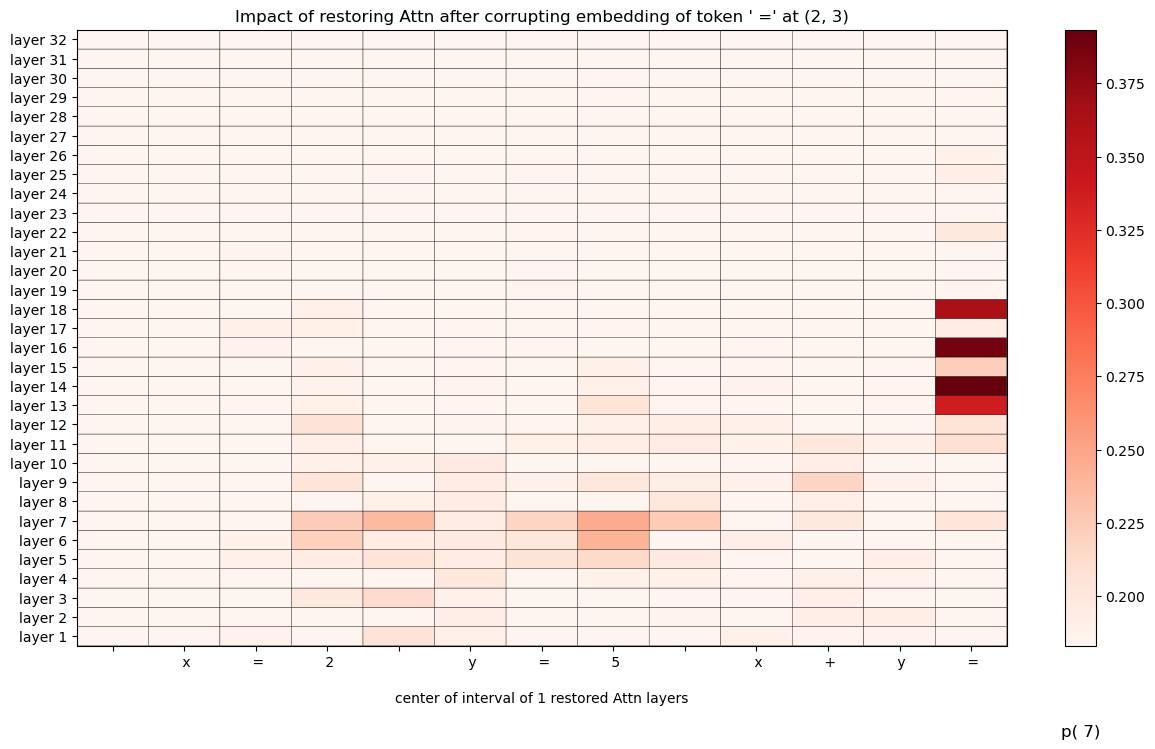 Impact of restoring Attn after corrupting embedding of token ' =' at (2, 3)
layer 32
layer 31
layer 30
layer 29
layer 28
layer 27
layer 26
layer 25
layer 24
layer 23
layer 22
layer 21
layer 20
layer 19
layer 18
layer 17
layer 16
layer 15
layer 14
layer 13
layer 12
layer 11
layer 10
layer 9
layer 8
layer 7
layer 6
layer 5
layer 4
layer 3
layer 2
layer 1
x = 2 y = 5 x + y =
center of interval of 1 restored Attn layers
0.375
0.350
0.325
0.300
0.275
0.250
0.225
0.200
p( 7)